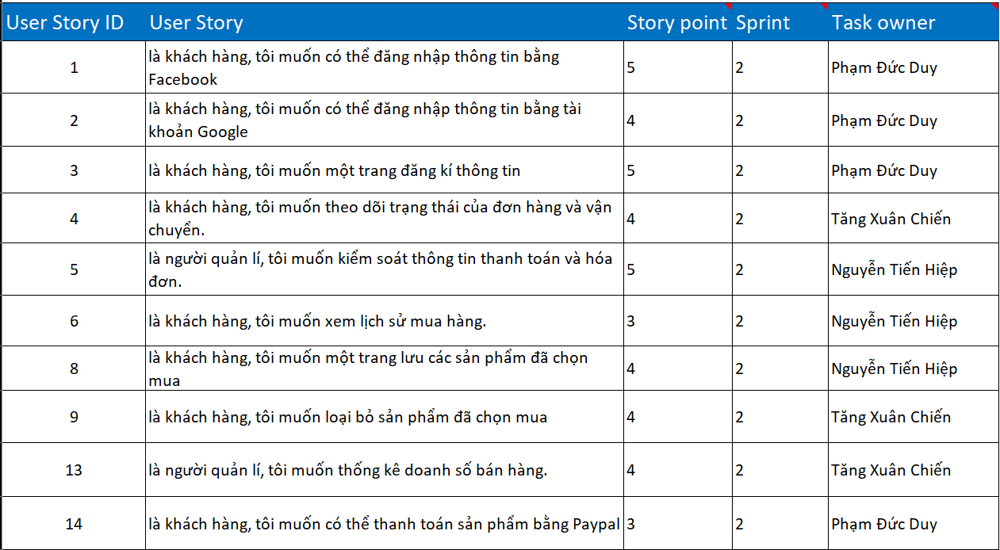 User Story ID User Story Story point Sprint Task owner
1 là khách hàng, tôi muốn có thể đăng nhập thông tin bằng Facebook 5 2 Phạm Đức Duy
2 là khách hàng, tôi muốn có thể đăng nhập thông tin bằng tài khoản Google 4 2 Phạm Đức Duy
3 là khách hàng, tôi muốn một trang đăng kí thông tin 5 2 Phạm Đức Duy
4 là khách hàng, tôi muốn theo dõi trạng thái của đơn hàng và vận chuyển. 4 2 Tăng Xuân Chiến
5 là người quản lí, tôi muốn kiểm soát thông tin thanh toán và hóa đơn. 5 2 Nguyễn Tiến Hiệp
6 là khách hàng, tôi muốn xem lịch sử mua hàng. 3 2 Nguyễn Tiến Hiệp
8 là khách hàng, tôi muốn một trang lưu các sản phẩm đã chọn mua 4 2 Nguyễn Tiến Hiệp
9 là khách hàng, tôi muốn loại bỏ sản phẩm đã chọn mua 4 2 Tăng Xuân Chiến
13 là người quản lí, tôi muốn thống kê doanh số bán hàng. 4 2 Tăng Xuân Chiến
14 là khách hàng, tôi muốn có thể thanh toán sản phẩm bằng Paypal 3 2 Phạm Đức Duy